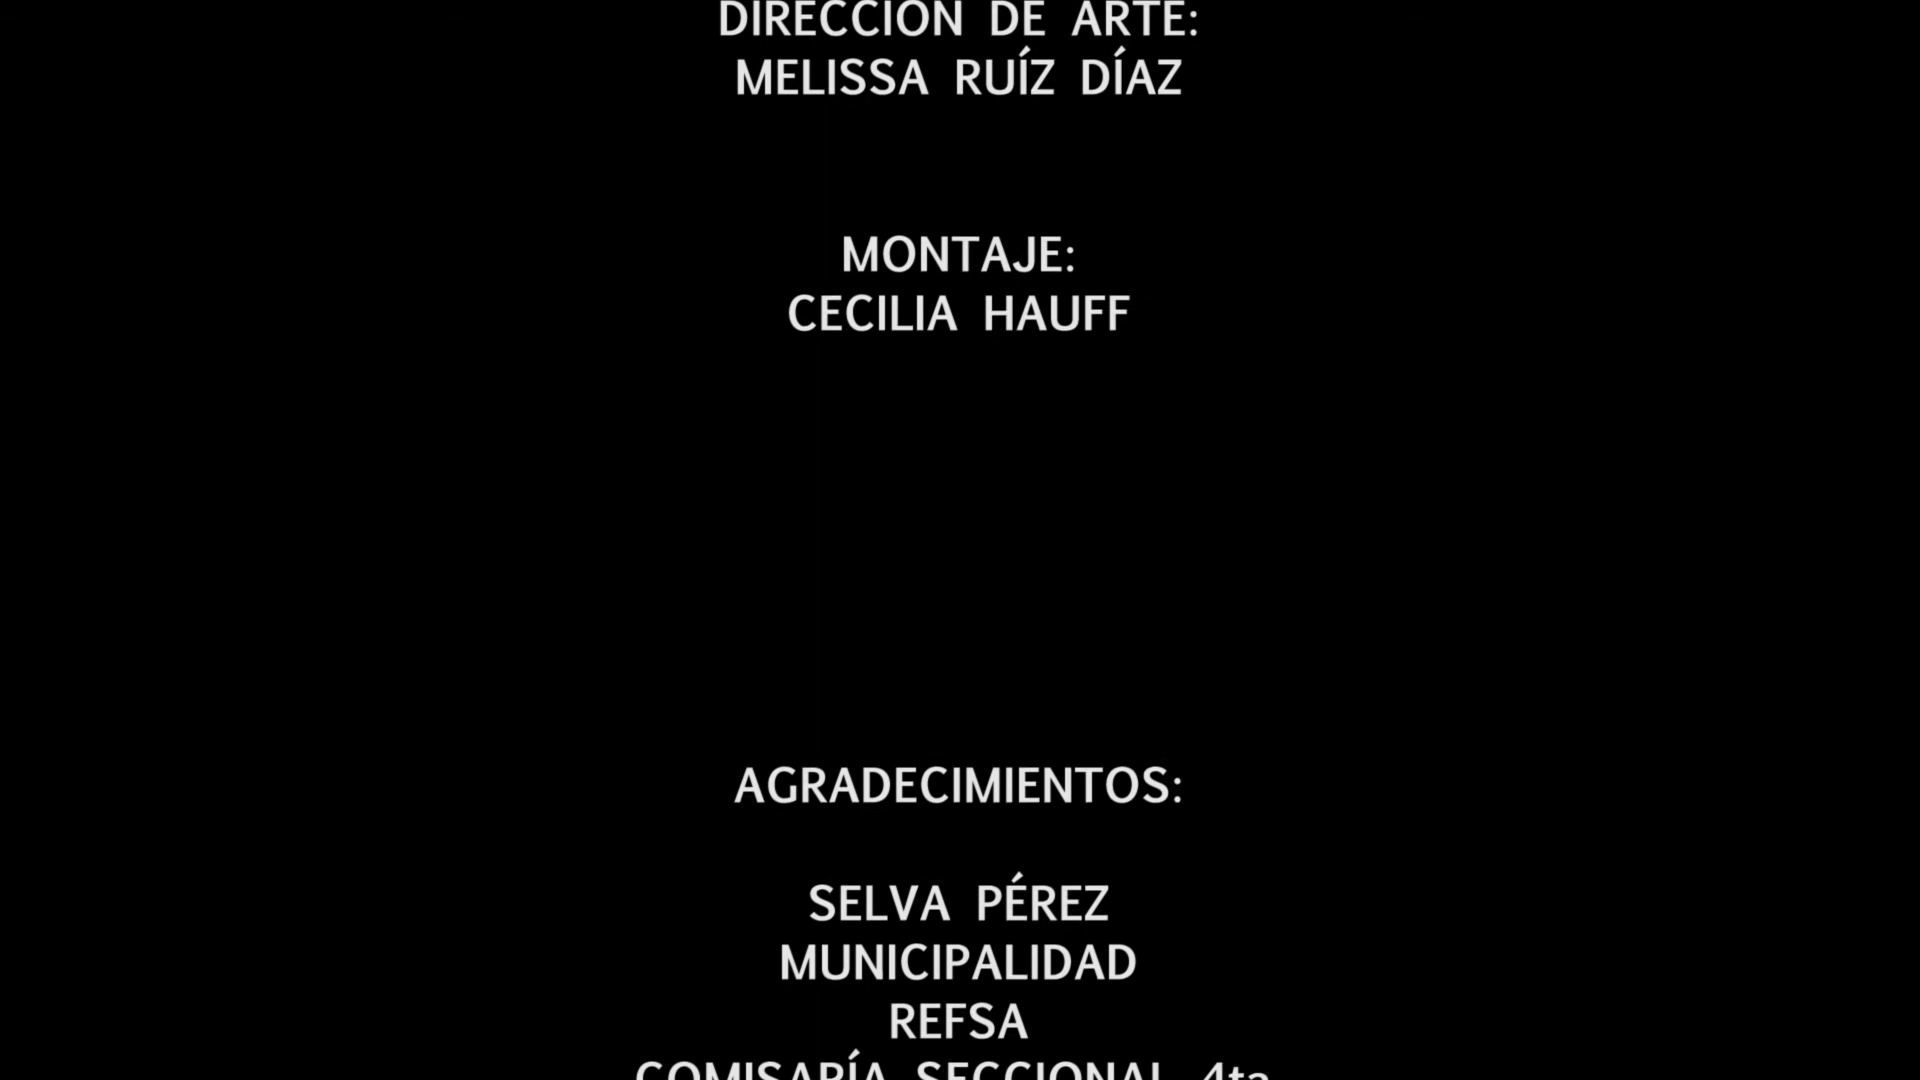 DIRECCIÓN DE ARTE:
MELISSA RUÍZ DÍAZ
MONTAJE:
CECILIA HAUFF
AGRADECIMIENTOS:
SELVA PÉREZ
MUNICIPALIDAD
REFSA
COMISARÍA SECCIONAL 4ta